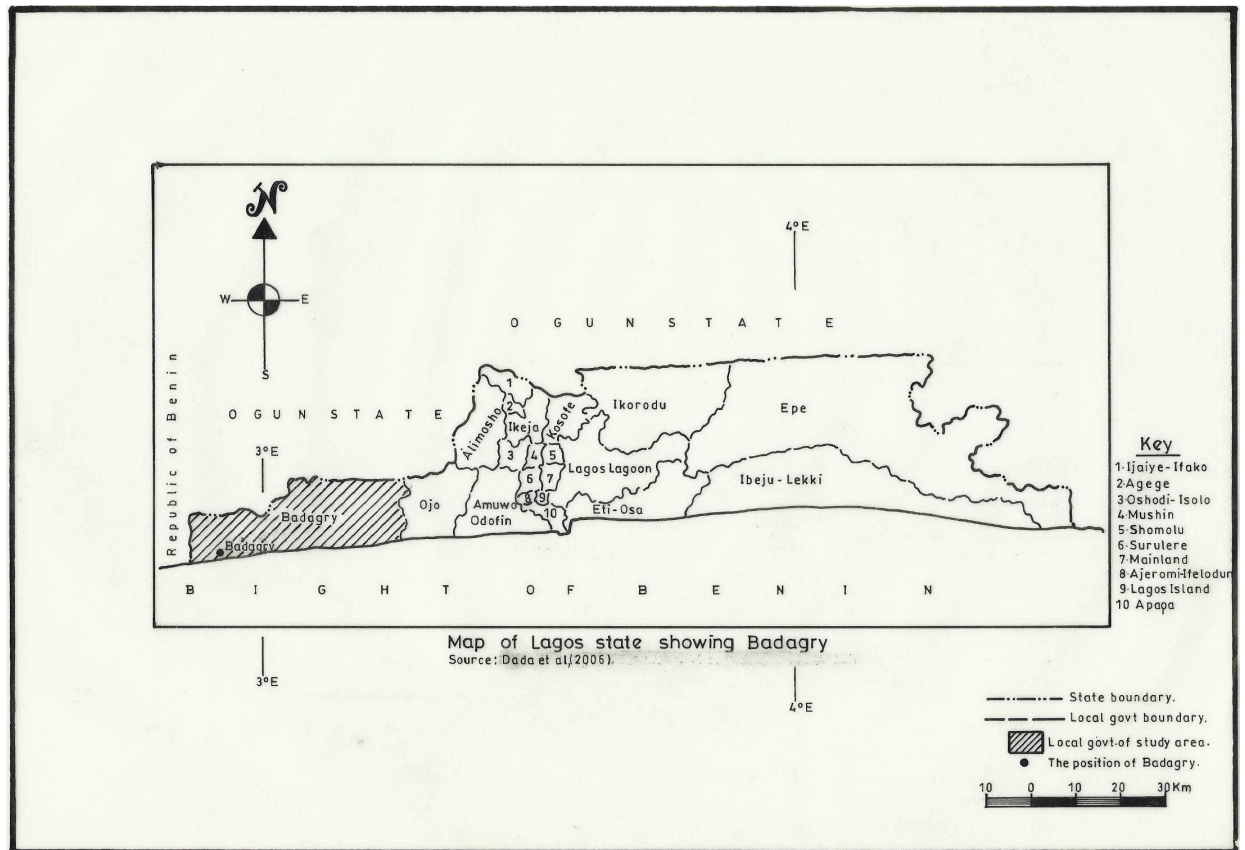 N
4°E
W E
S
O G U N S T A T E
Republic of Benin
O G U N S T A T E
3°E
1
2
Alimosho
Ikeja
Kosofe
Ikorodu
Epe
3
4
5
Lagos Lagoon
6
7
Ibeju-Lekki
Ojo
Amuwo
Odofin
8
9
10
Eti-Osa
Badagry
Badagry
B I G H T O F B E N I N
Key
1·Ijaiye-Ifako
2·Agege
3·Oshodi-Isolo
4·Mushin
5·Shomolu
6·Surulere
7·Mainland
8·Ajeromi-Ifelodun
9·Lagos Island
10 Apapa
Map of Lagos state showing Badagry
Source: Dada et al,(2006).
3°E
4°E
State boundary.
Local govt boundary.
Local govt. of study area.
The position of Badagry.
10 0 10 20 30 Km